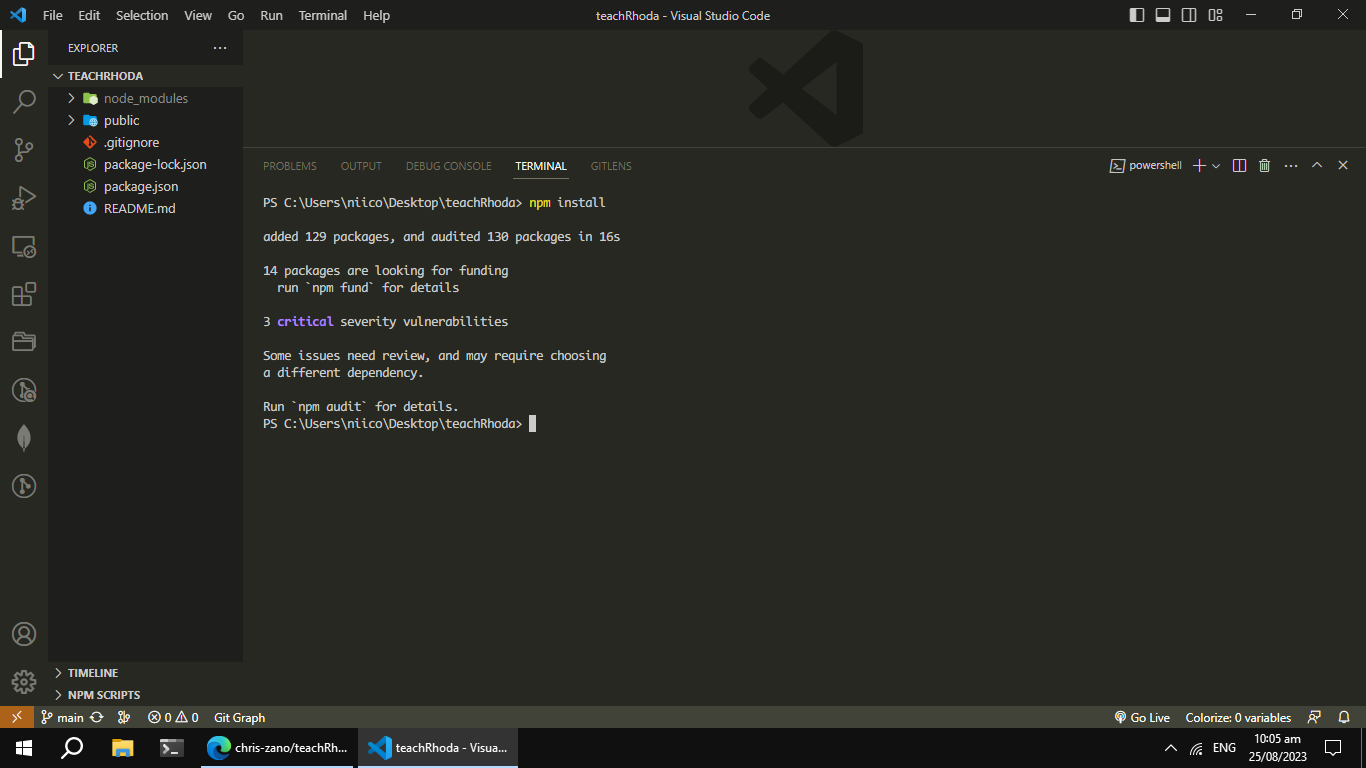 File Edit Selection View Go Run Terminal Help
teachRhoda - Visual Studio Code
EXPLORER
TEACHRHODA
node_modules
public
.gitignore
package-lock.json
package.json
README.md
TIMELINE
NPM SCRIPTS
PROBLEMS OUTPUT DEBUG CONSOLE TERMINAL GITLENS
powershell
PS C:\Users\niico\Desktop\teachRhoda> npm install
added 129 packages, and audited 130 packages in 16s
14 packages are looking for funding
run `npm fund` for details
3 critical severity vulnerabilities
Some issues need review, and may require choosing
a different dependency.
Run `npm audit` for details.
PS C:\Users\niico\Desktop\teachRhoda>
main 0 0 Git Graph
Go Live Colorize: 0 variables
chris-zano/teachRh...
teachRhoda - Visua...
ENG
10:05 am
25/08/2023